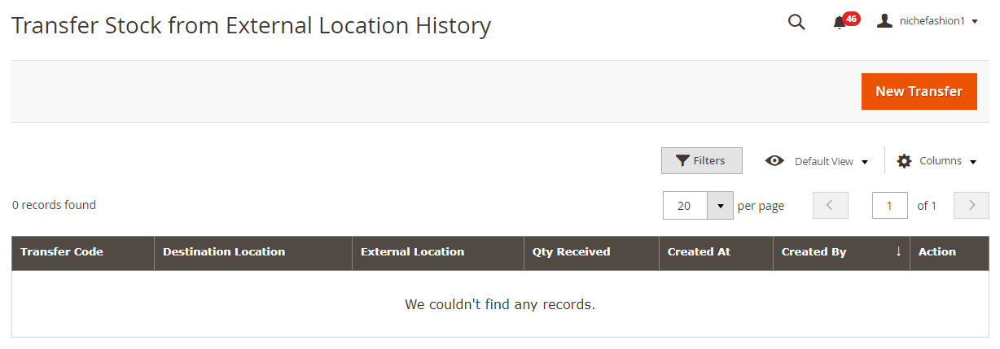 Transfer Stock from External Location History
46
nichefashion1
New Transfer
Filters
Default View
Columns
0 records found
20
per page
1
of 1
Transfer Code
Destination Location
External Location
Qty Received
Created At
Created By ↓
Action
We couldn't find any records.